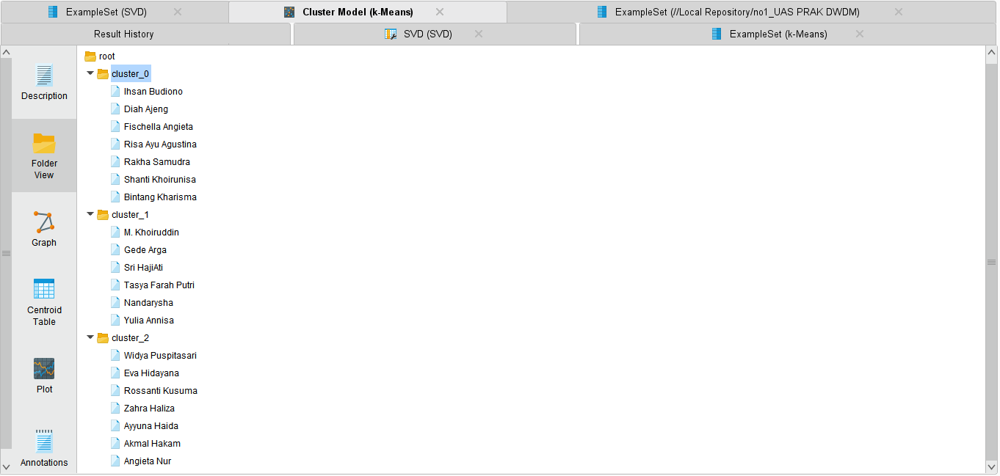 ExampleSet (SVD)
Cluster Model (k-Means)
ExampleSet (//Local Repository/no1_UAS PRAK DWDM)
Result History
SVD (SVD)
ExampleSet (k-Means)
Description
Folder
View
Graph
Centroid
Table
Plot
Annotations
root
cluster_0
Ihsan Budiono
Diah Ajeng
Fischella Angieta
Risa Ayu Agustina
Rakha Samudra
Shanti Khoirunisa
Bintang Kharisma
cluster_1
M. Khoiruddin
Gede Arga
Sri HajiAti
Tasya Farah Putri
Nandarysha
Yulia Annisa
cluster_2
Widya Puspitasari
Eva Hidayana
Rossanti Kusuma
Zahra Haliza
Ayyuna Haida
Akmal Hakam
Angieta Nur